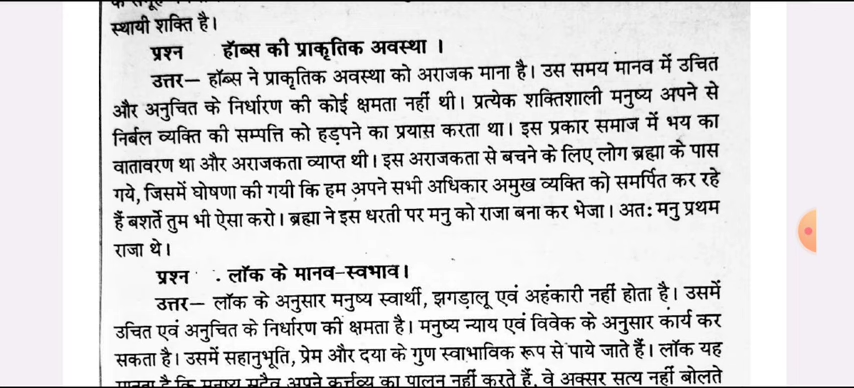 स्थायी शक्ति है।
प्रश्न हॉब्स की प्राकृतिक अवस्था ।
उत्तर— हॉब्स ने प्राकृतिक अवस्था को अराजक माना है। उस समय मानव में उचित
और अनुचित के निर्धारण की कोई क्षमता नहीं थी। प्रत्येक शक्तिशाली मनुष्य अपने से
निर्बल व्यक्ति की सम्पत्ति को हड़पने का प्रयास करता था। इस प्रकार समाज में भय का
वातावरण था और अराजकता व्याप्त थी। इस अराजकता से बचने के लिए लोग ब्रह्मा के पास
गये, जिसमें घोषणा की गयी कि हम अपने सभी अधिकार अमुख व्यक्ति को समर्पित कर रहे
हैं बशर्ते तुम भी ऐसा करो। ब्रह्मा ने इस धरती पर मनु को राजा बना कर भेजा। अतः मनु प्रथम
राजा थे।
प्रश्न . लॉक के मानव-स्वभाव।
उत्तर— लॉक के अनुसार मनुष्य स्वार्थी, झगड़ालू एवं अहंकारी नहीं होता है। उसमें
उचित एवं अनुचित के निर्धारण की क्षमता है। मनुष्य न्याय एवं विवेक के अनुसार कार्य कर
सकता है। उसमें सहानुभूति, प्रेम और दया के गुण स्वाभाविक रूप से पाये जाते हैं। लॉक यह
मानता है कि मनुष्य सदैव अपने कर्त्तव्य का पालन नहीं करते हैं, वे अक्सर सत्य नहीं बोलते